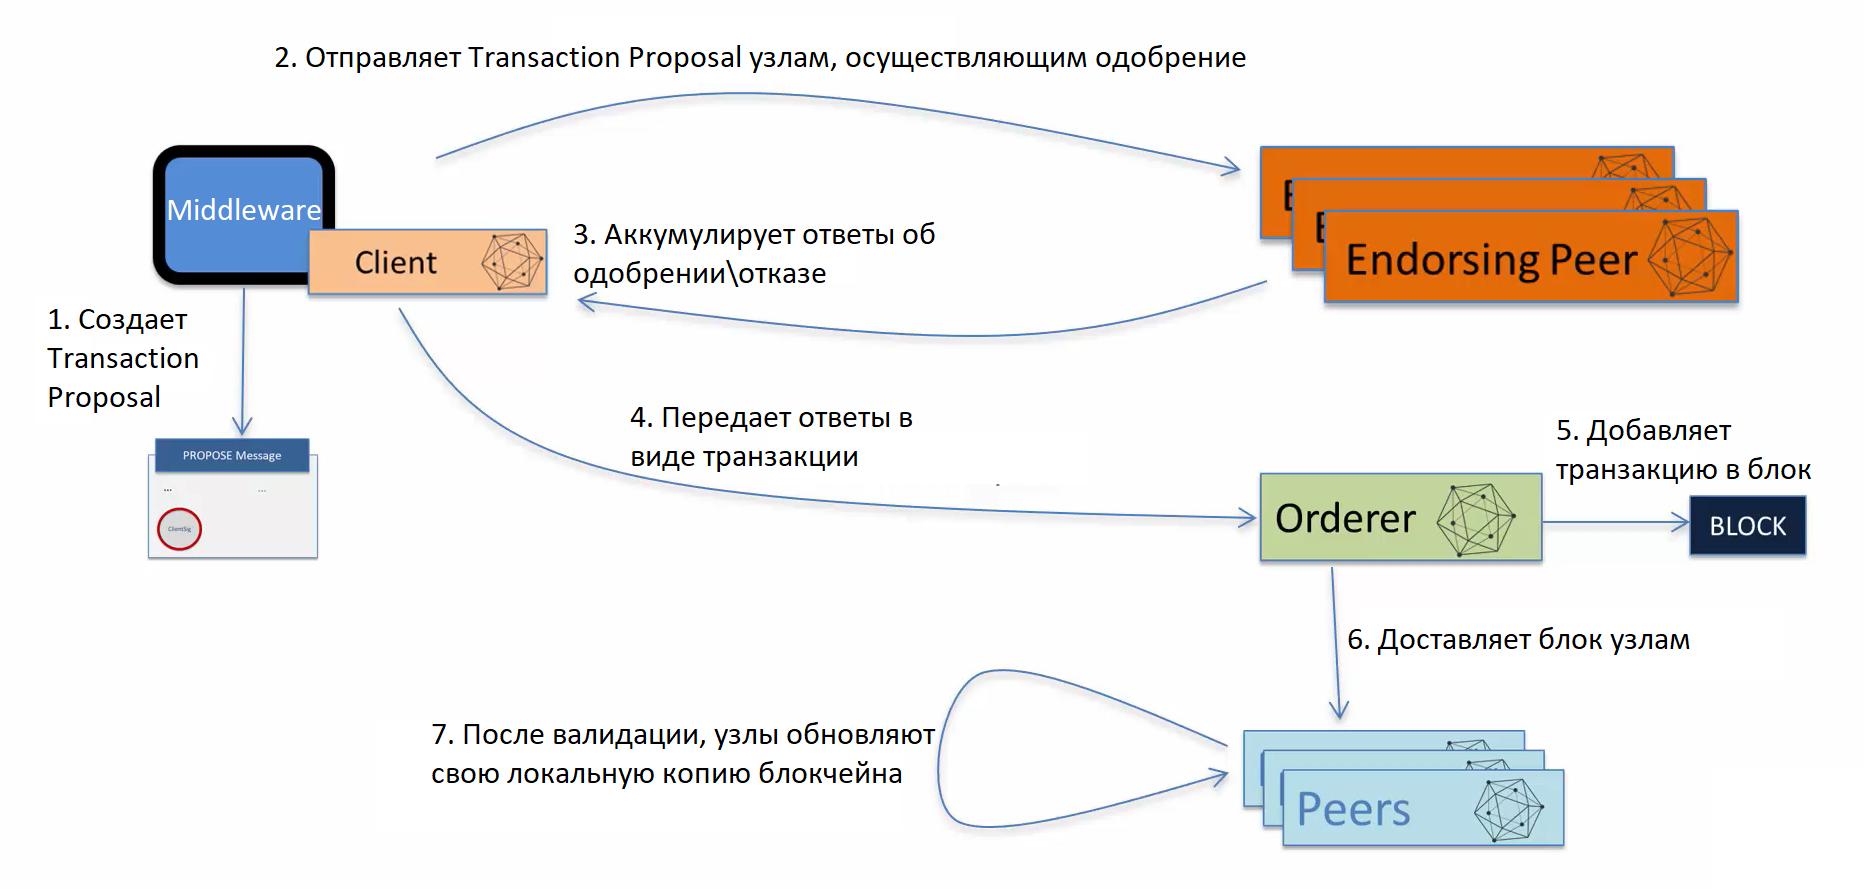 2. Отправляет Transaction Proposal узлам, осуществляющим одобрение
Middleware
Client
3. Аккумулирует ответы об
одобрении\отказе
E
E
Endorsing Peer
1. Создает
Transaction
Proposal
PROPOSE Message
...
...
ClientSig
4. Передает ответы в
виде транзакции
Orderer
5. Добавляет
транзакцию в блок
BLOCK
6. Доставляет блок узлам
7. После валидации, узлы обновляют
свою локальную копию блокчейна
Peers